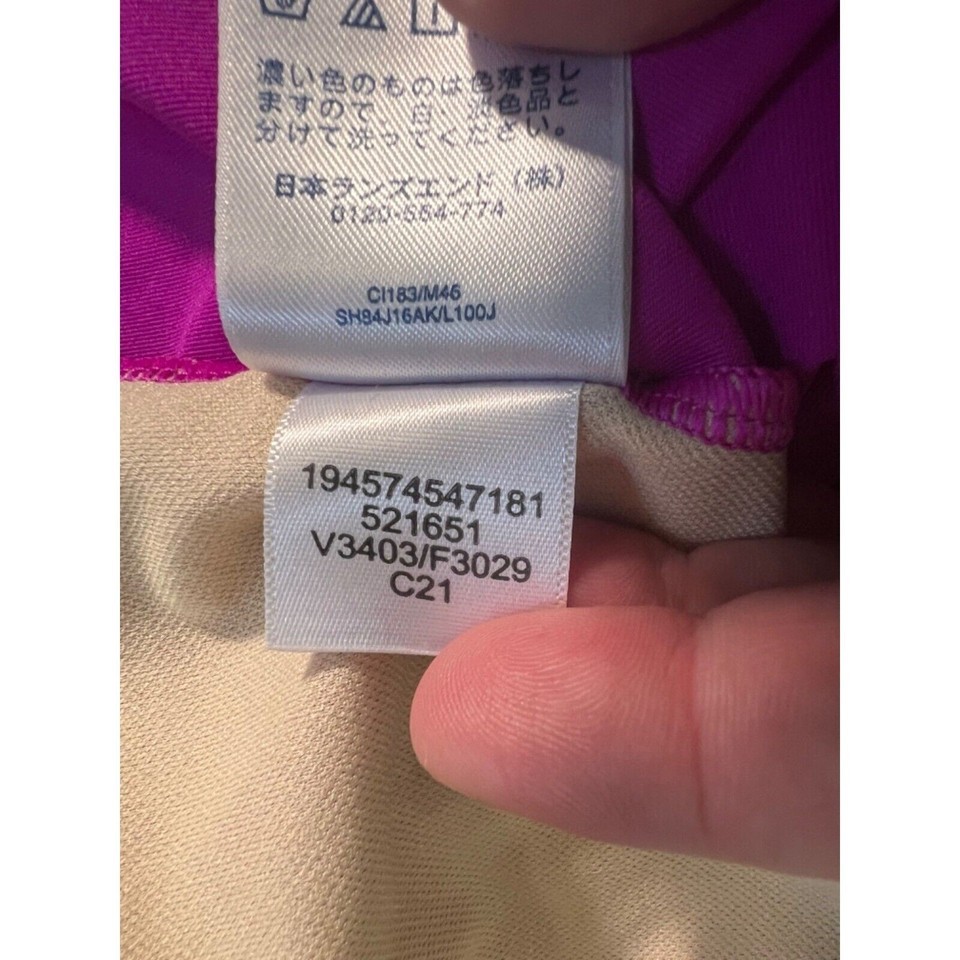 濃い色のものは色落ちし
ますので 白・淡色品と
分けて洗ってください。
日本ランズエンド (株)
0120-554-774
CI183/M46
SH94J16AK/L100J
194574547181
521651
V3403/F3029
C21